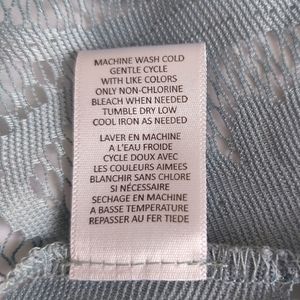 MACHINE WASH COLD
GENTLE CYCLE
WITH LIKE COLORS
ONLY NON-CHLORINE
BLEACH WHEN NEEDED
TUMBLE DRY LOW
COOL IRON AS NEEDED
LAVER EN MACHINE
A L'EAU FROIDE
CYCLE DOUX AVEC
LES COULEURS AIMEES
BLANCHIR SANS CHLORE
SI NÉCESSAIRE
SECHAGE EN MACHINE
A BASSE TEMPERATURE
REPASSER AU FER TIEDE